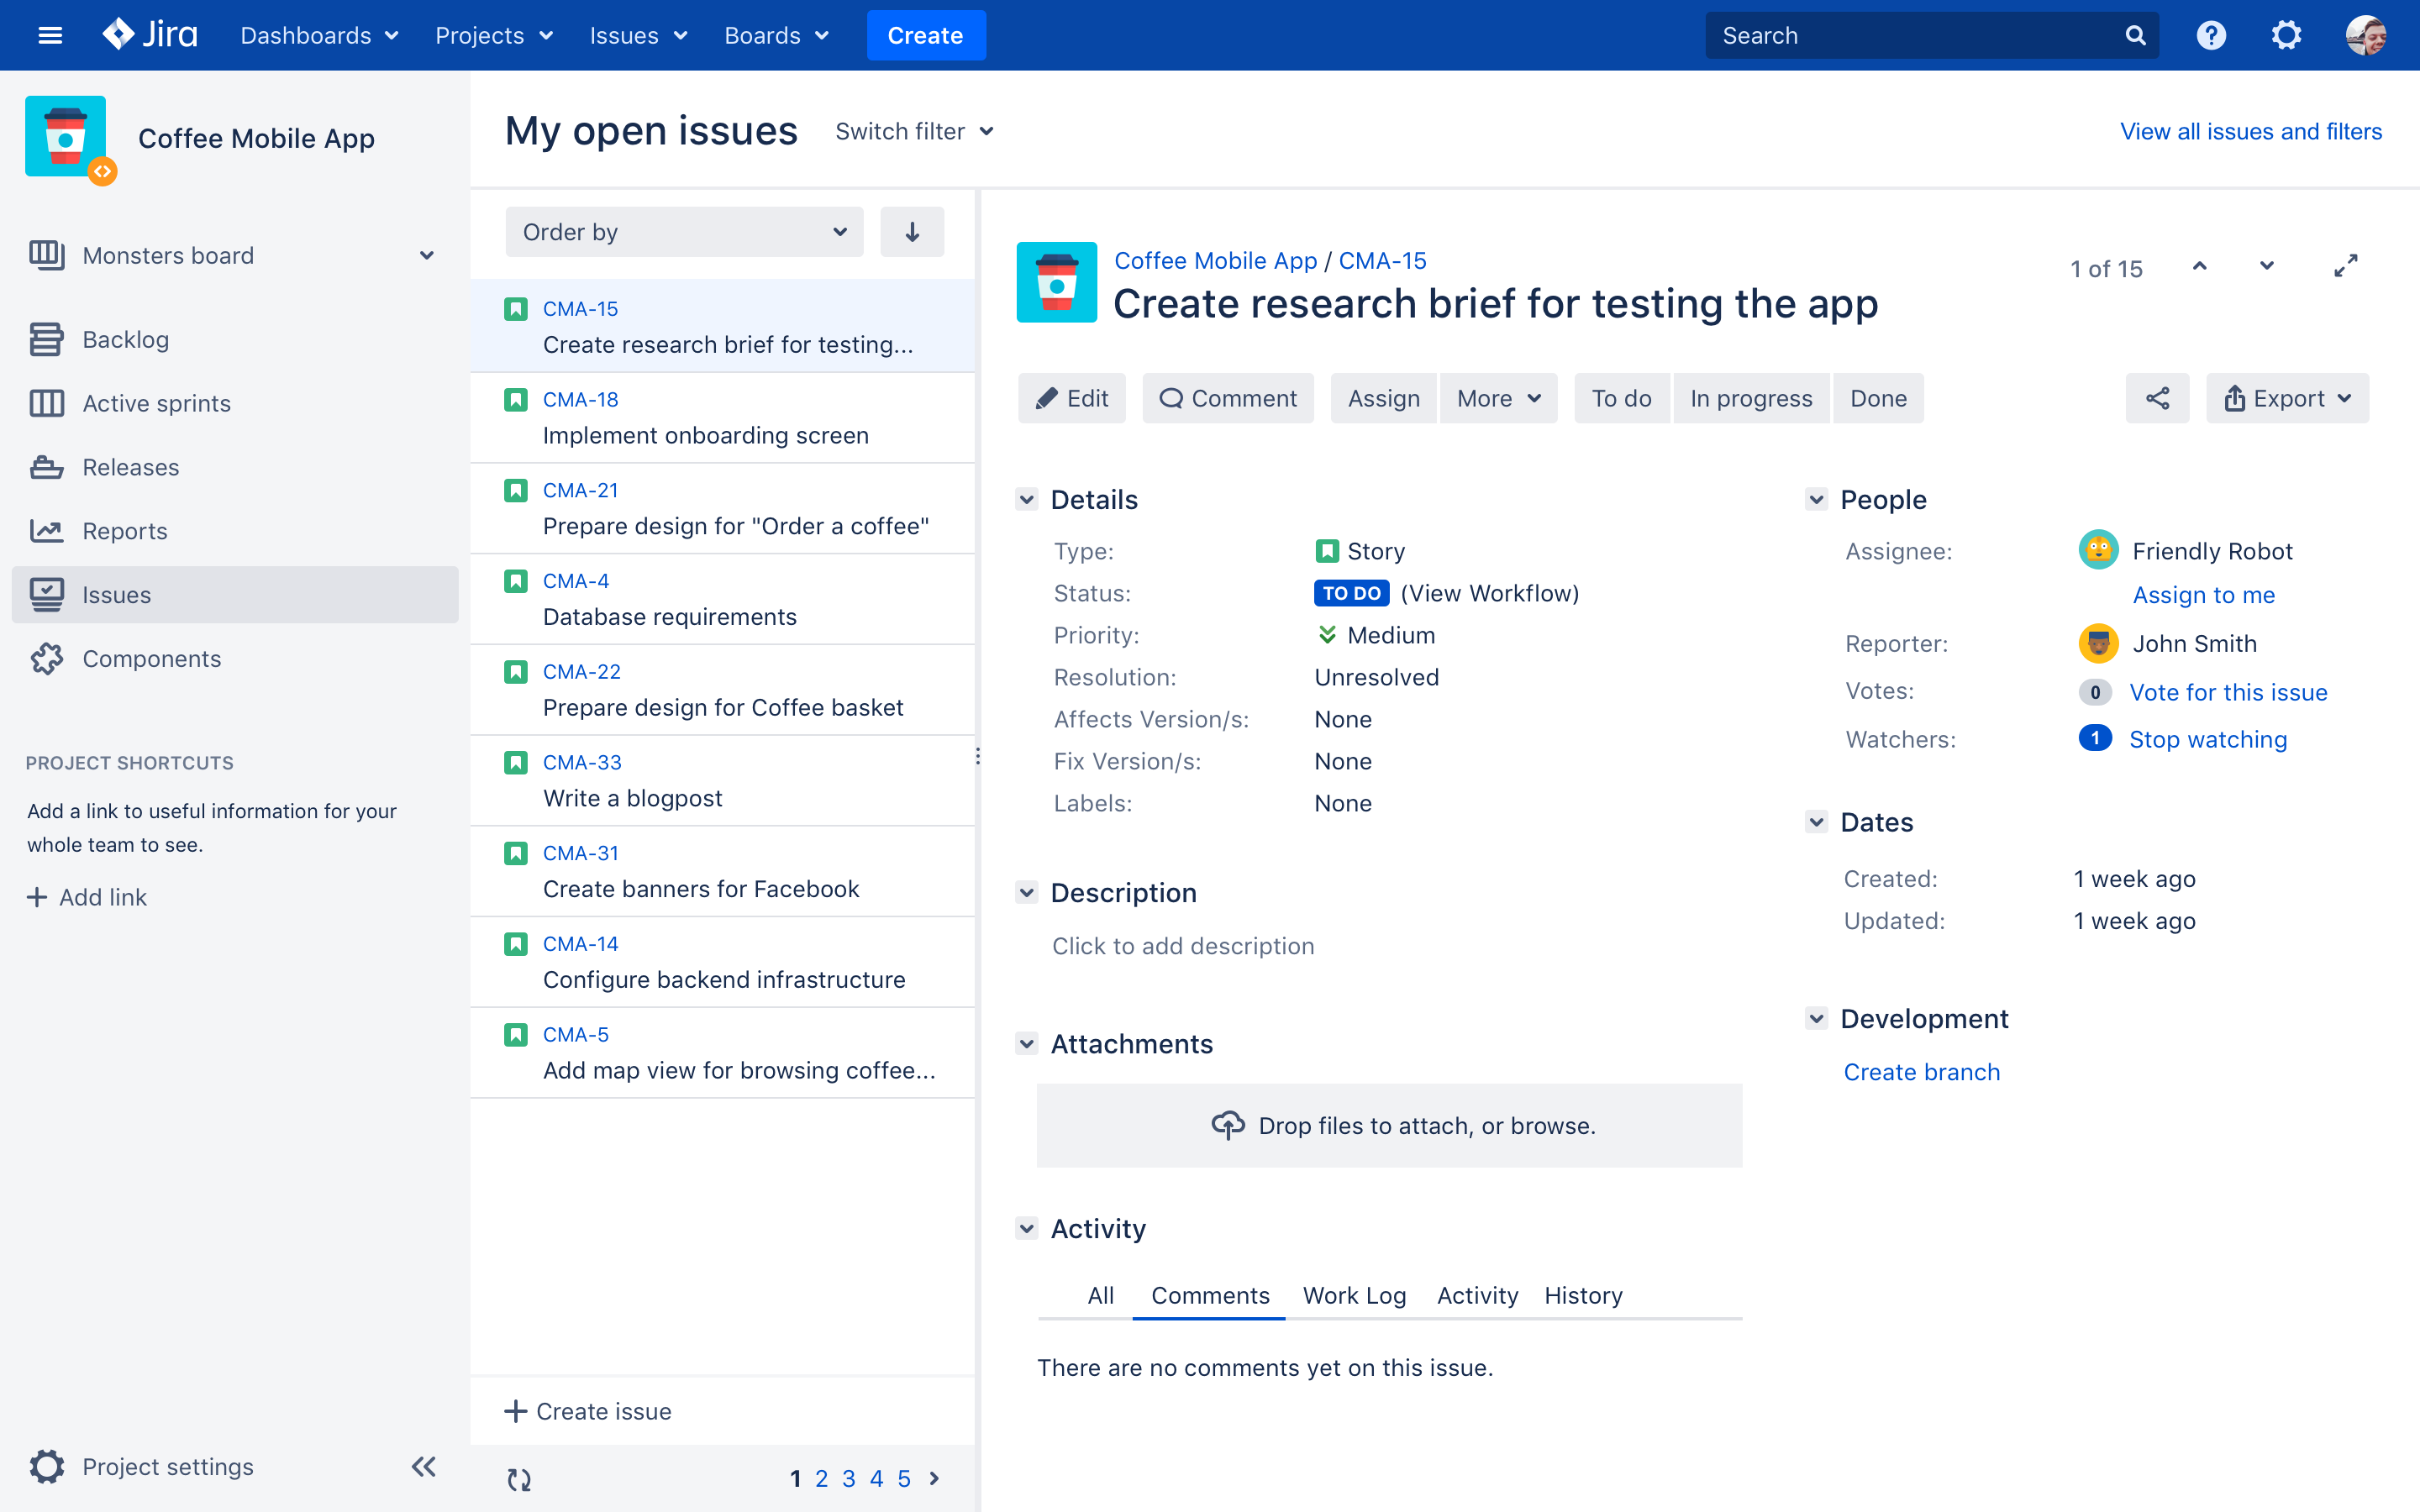 Jira Dashboards Projects Issues Boards Create Search
Coffee Mobile App
Monsters board
Backlog
Active sprints
Releases
Reports
Issues
Components
PROJECT SHORTCUTS
Add a link to useful information for your
whole team to see.
Add link
Project settings
My open issues Switch filter View all issues and filters
Order by
CMA-15
Create research brief for testing...
CMA-18
Implement onboarding screen
CMA-21
Prepare design for "Order a coffee"
CMA-4
Database requirements
CMA-22
Prepare design for Coffee basket
CMA-33
Write a blogpost
CMA-31
Create banners for Facebook
CMA-14
Configure backend infrastructure
CMA-5
Add map view for browsing coffee...
Create issue
1 2 3 4 5
Coffee Mobile App / CMA-15
1 of 15
Create research brief for testing the app
Edit Comment Assign More To do In progress Done Export
Details
Type: Story
Status: TO DO (View Workflow)
Priority: Medium
Resolution: Unresolved
Affects Version/s: None
Fix Version/s: None
Labels: None
Description
Click to add description
Attachments
Drop files to attach, or browse.
Activity
All Comments Work Log Activity History
There are no comments yet on this issue.
People
Assignee: Friendly Robot
Assign to me
Reporter: John Smith
Votes: 0 Vote for this issue
Watchers: 1 Stop watching
Dates
Created: 1 week ago
Updated: 1 week ago
Development
Create branch